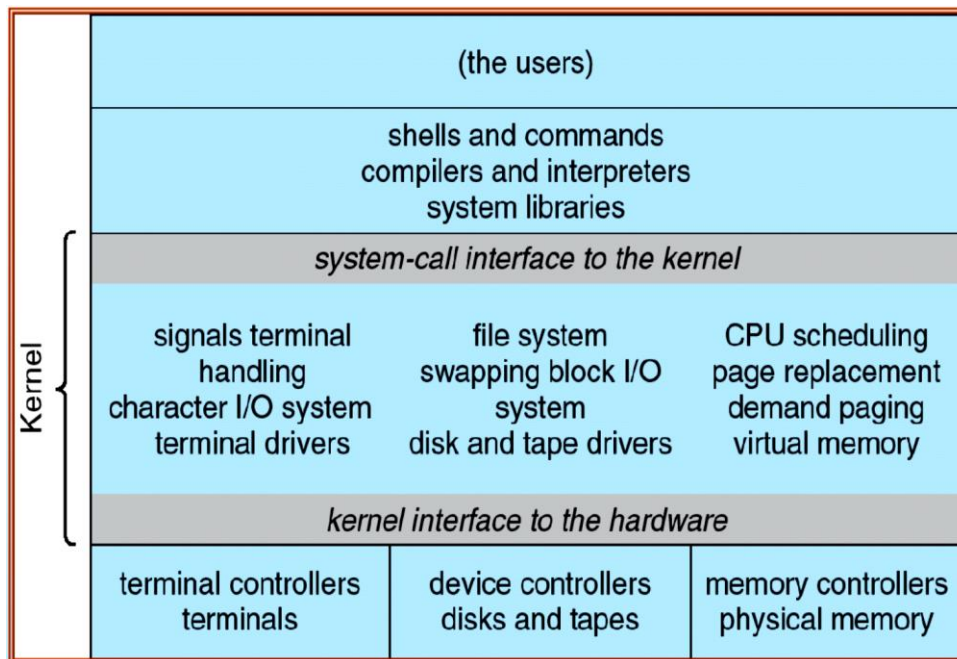 (the users)
shells and commands
compilers and interpreters
system libraries
Kernel
system-call interface to the kernel
signals terminal
handling
character I/O system
terminal drivers
file system
swapping block I/O
system
disk and tape drivers
CPU scheduling
page replacement
demand paging
virtual memory
kernel interface to the hardware
terminal controllers
terminals
device controllers
disks and tapes
memory controllers
physical memory